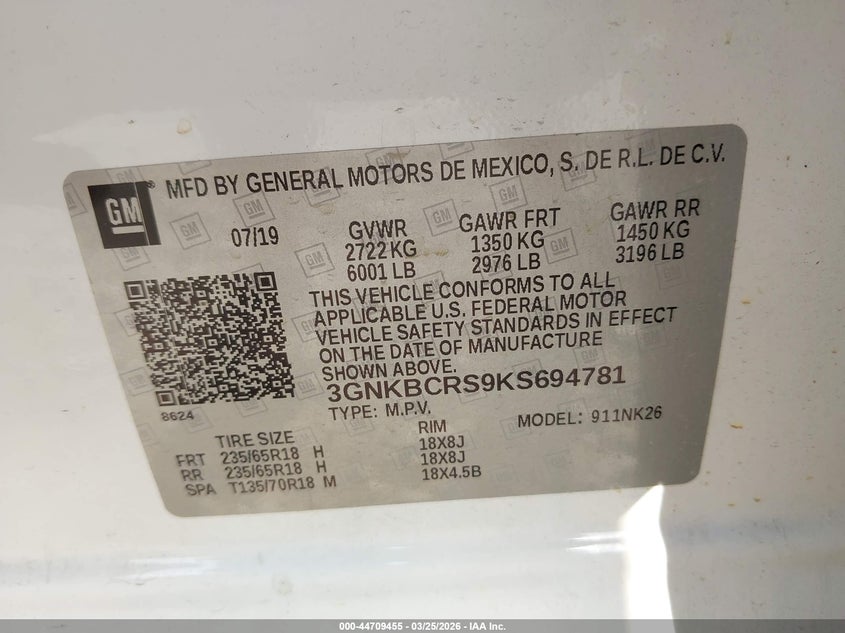 GM® MFD BY GENERAL MOTORS DE MEXICO, S. DE R.L. DE C.V.
07/19 GVWR GAWR FRT GAWR RR
2722 KG 1350 KG 1450 KG
6001 LB 2976 LB 3196 LB
THIS VEHICLE CONFORMS TO ALL
APPLICABLE U.S. FEDERAL MOTOR
VEHICLE SAFETY STANDARDS IN EFFECT
ON THE DATE OF MANUFACTURE
SHOWN ABOVE.
3GNKBCRS9KS694781
8624
TYPE: M.P.V. MODEL: 911NK26
TIRE SIZE RIM
FRT 235/65R18 H 18X8J
RR 235/65R18 H 18X8J
SPA T135/70R18 M 18X4.5B
000-44709455 - 03/25/2026 - IAA Inc.